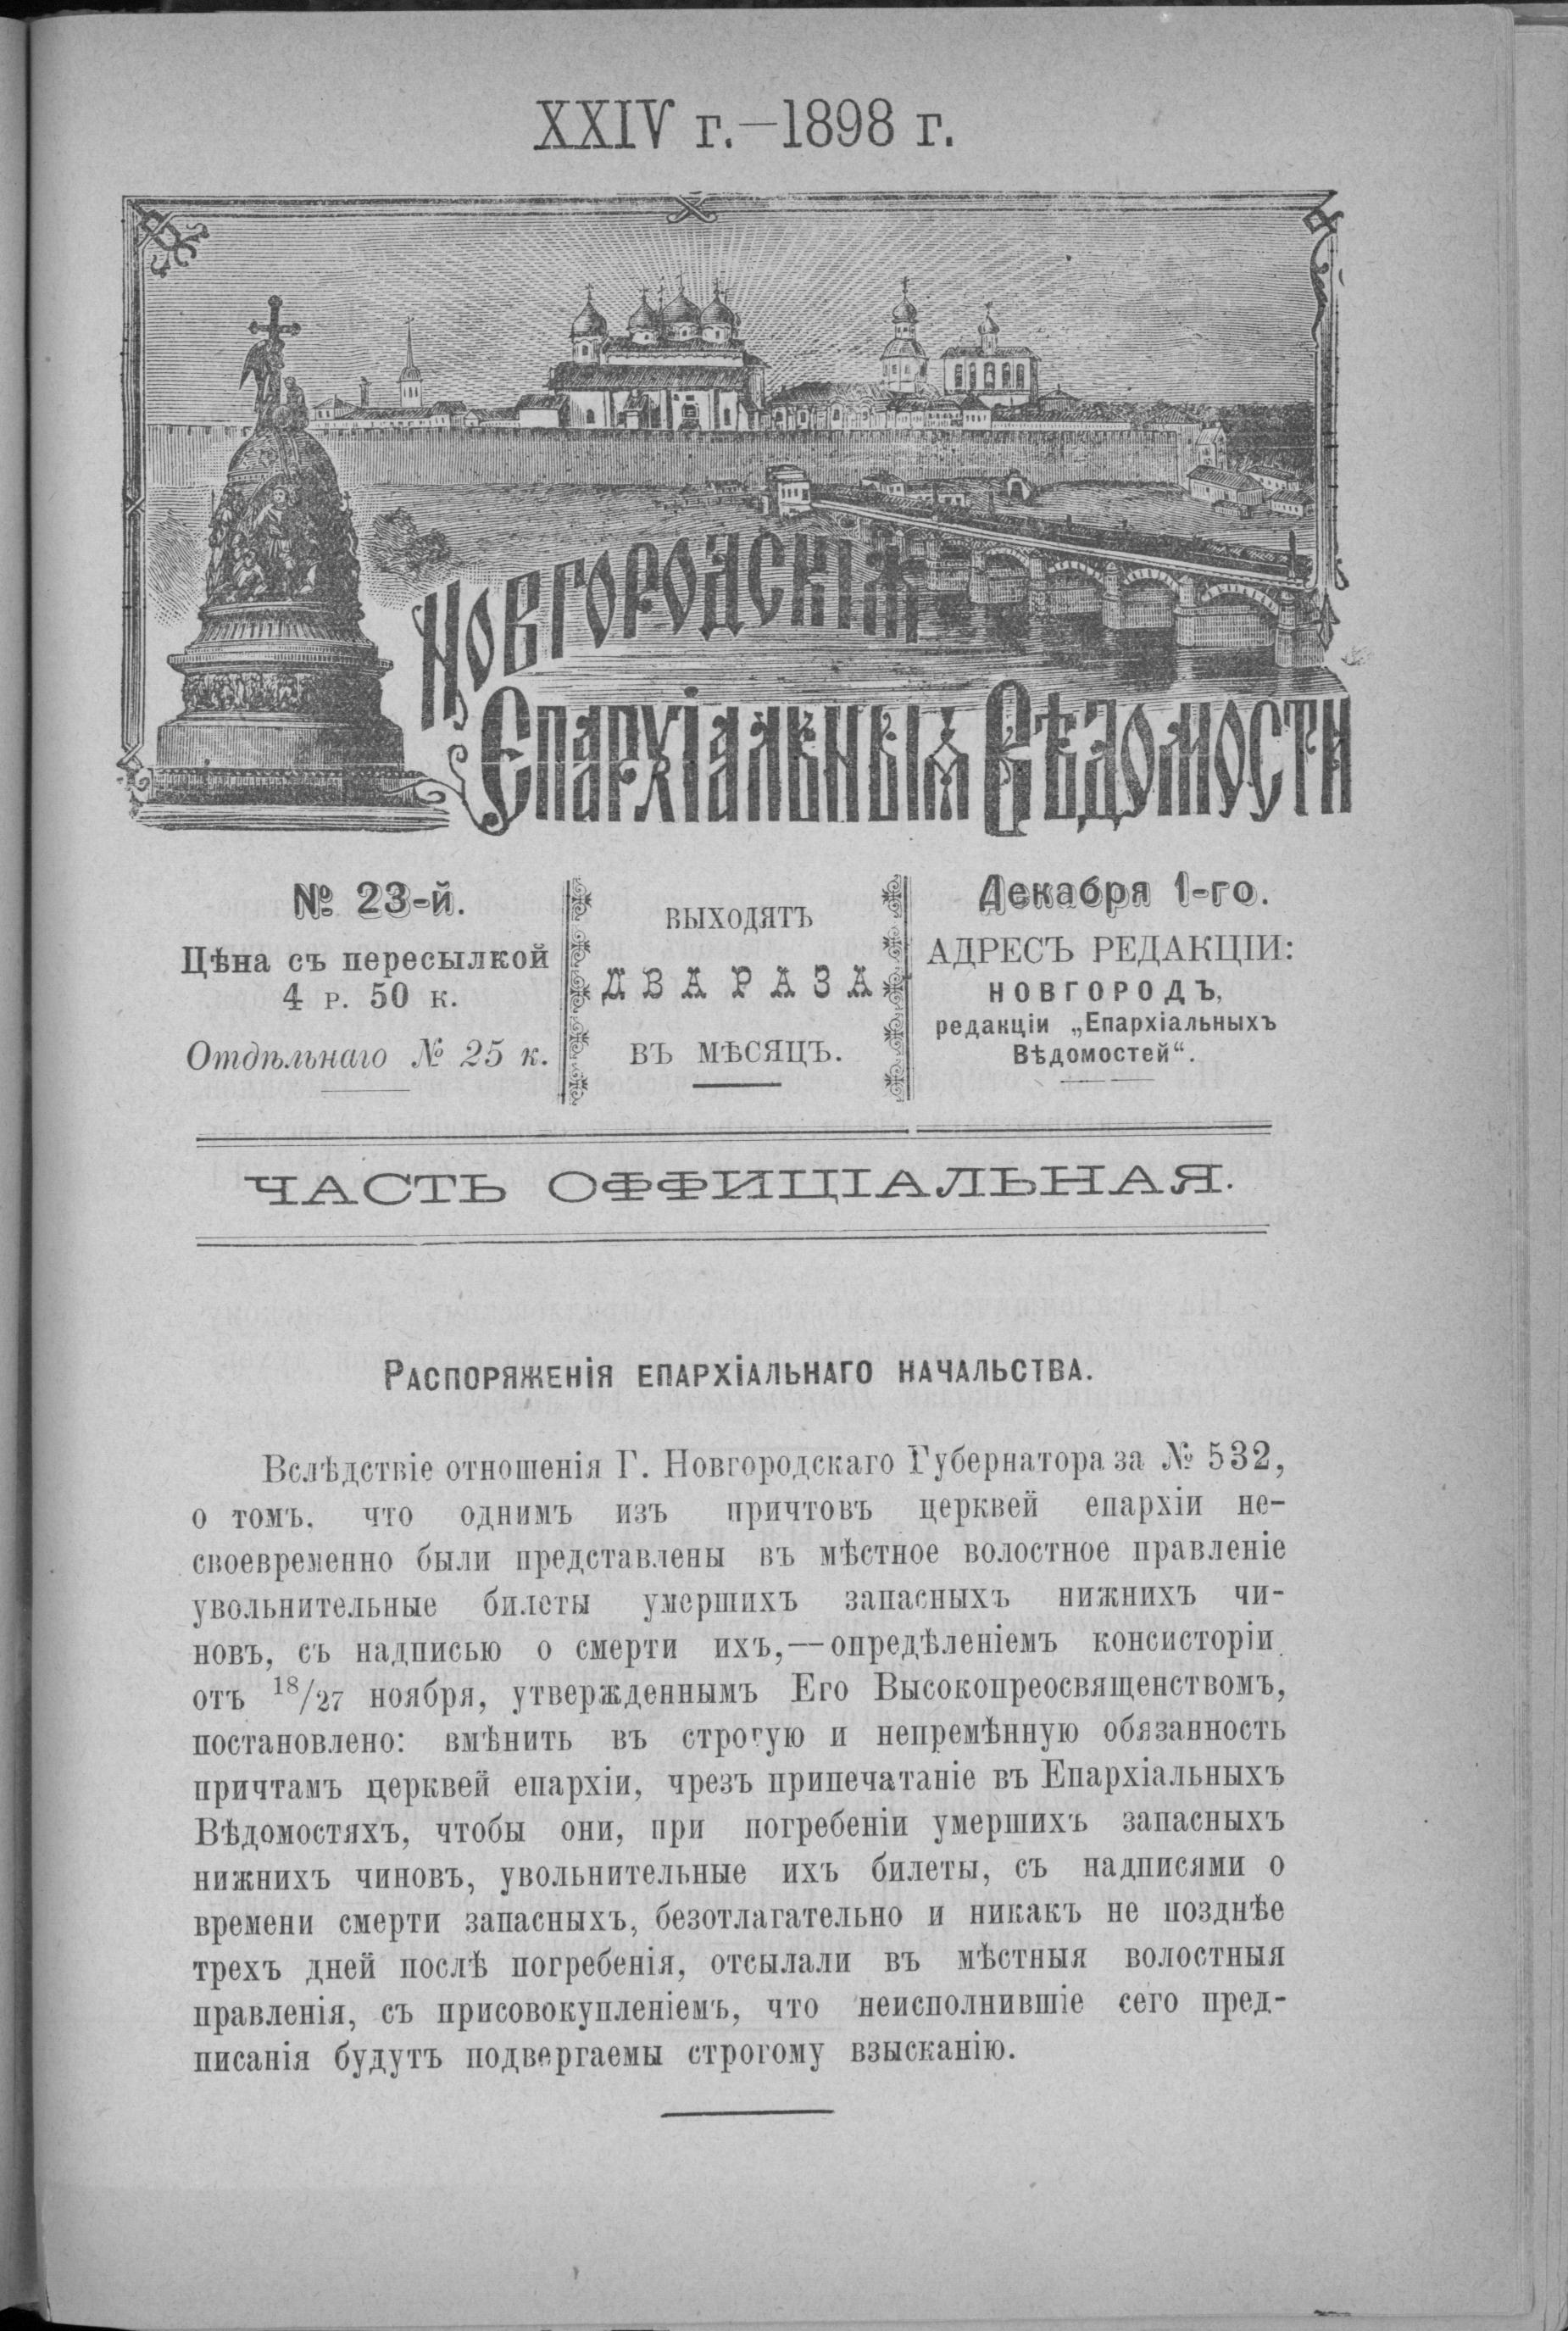 XXIV г.—1898 г.
Новгородскія
Епархіальныя Вѣдомости
№ 23-й.
Цѣна съ пересылкой
4 р. 50 к.
Отдѣльнаго № 25 к.
ВЫХОДЯТЪ
ДВА РАЗА
ВЪ МѢСЯЦЪ.
Декабря 1-го.
АДРЕСЪ РЕДАКЦІИ:
НОВГОРОДЪ,
редакціи „Епархіальныхъ
Вѣдомостей“.
ЧАСТЬ ОФФИЦІАЛЬНАЯ.
Распоряженія епархіальнаго начальства.
Вслѣдствіе отношенія Г. Новгородскаго Губернатора за № 532,
о томъ. что однимъ изъ причтовъ церквей епархіи не-
своевременно были представлены въ мѣстное волостное правленіе
увольнительные билеты умершихъ запасныхъ нижнихъ чи-
новъ, съ надписью о смерти ихъ,—опредѣленіемъ консисторіи
отъ 18/27 ноября, утвержденнымъ Его Высокопреосвященствомъ,
постановлено: вмѣнить въ строгую и непремѣнную обязанность
причтамъ церквей епархіи, чрезъ припечатаніе въ Епархіальныхъ
Вѣдомостяхъ, чтобы они, при погребеніи умершихъ запасныхъ
нижнихъ чиновъ, увольнительные ихъ билеты, съ надписями о
времени смерти запасныхъ, безотлагательно и никакъ не позднѣе
трехъ дней послѣ погребенія, отсылали въ мѣстныя волостныя
правленія, съ присовокупленіемъ, что неисполнившіе сего пред-
писанія будутъ подвергаемы строгому взысканію.